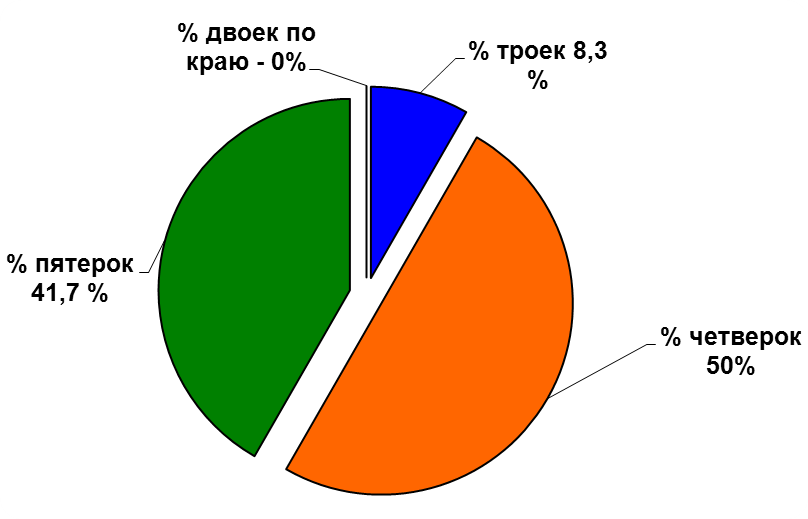 % двоек по
краю - 0%
% троек 8,3
%
% пятерок
41,7 %
% четверок
50%